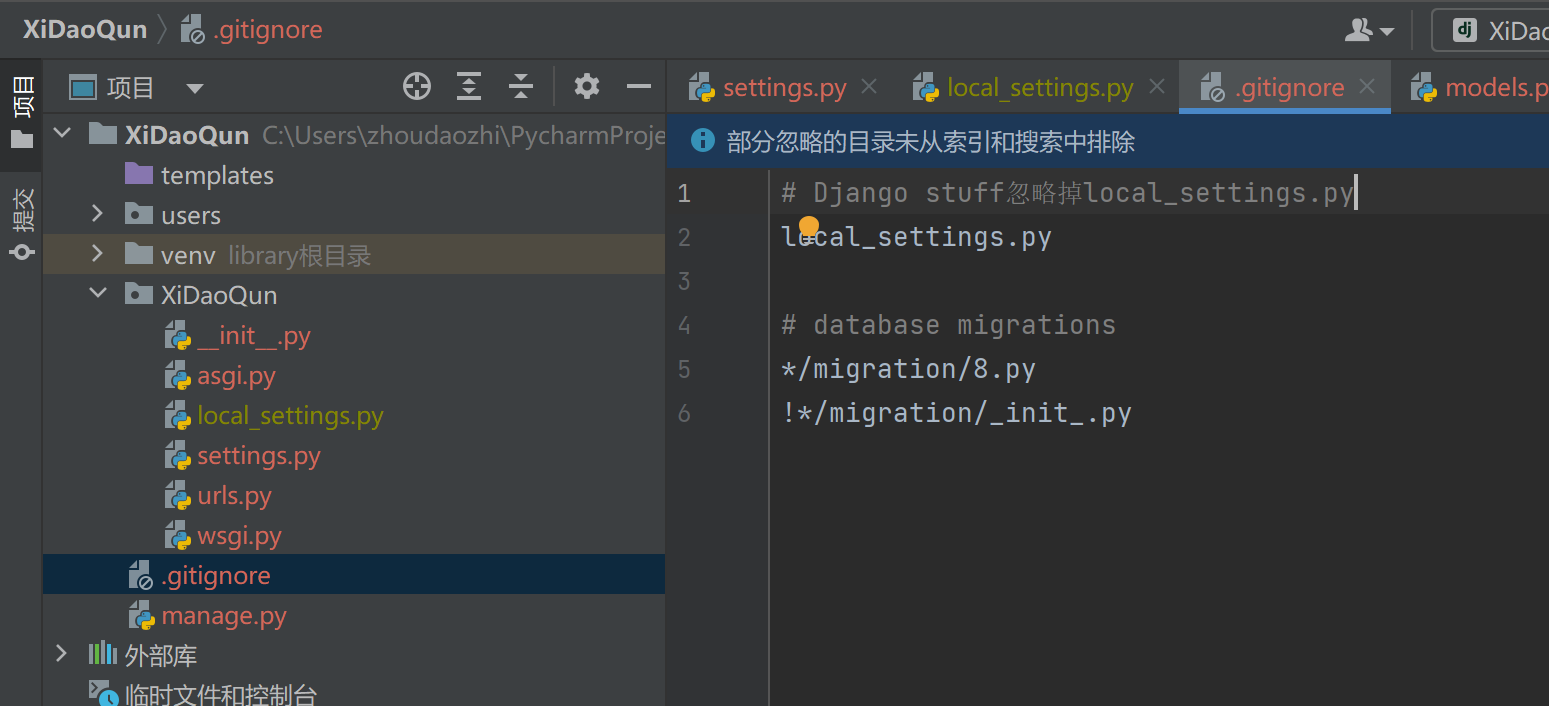 XiDaoQun .gitignore XiDao
项目 settings.py local_settings.py .gitignore models.p
项目
提交
XiDaoQun C:\Users\zhoudaozhi\PycharmProje
templates
users
venv library根目录
XiDaoQun
__init__.py
asgi.py
local_settings.py
settings.py
urls.py
wsgi.py
.gitignore
manage.py
外部库
临时文件和控制台
部分忽略的目录未从索引和搜索中排除
1 # Django stuff忽略掉local_settings.py
2 local_settings.py
3
4 # database migrations
5 */migration/8.py
6 !*/migration/_init_.py